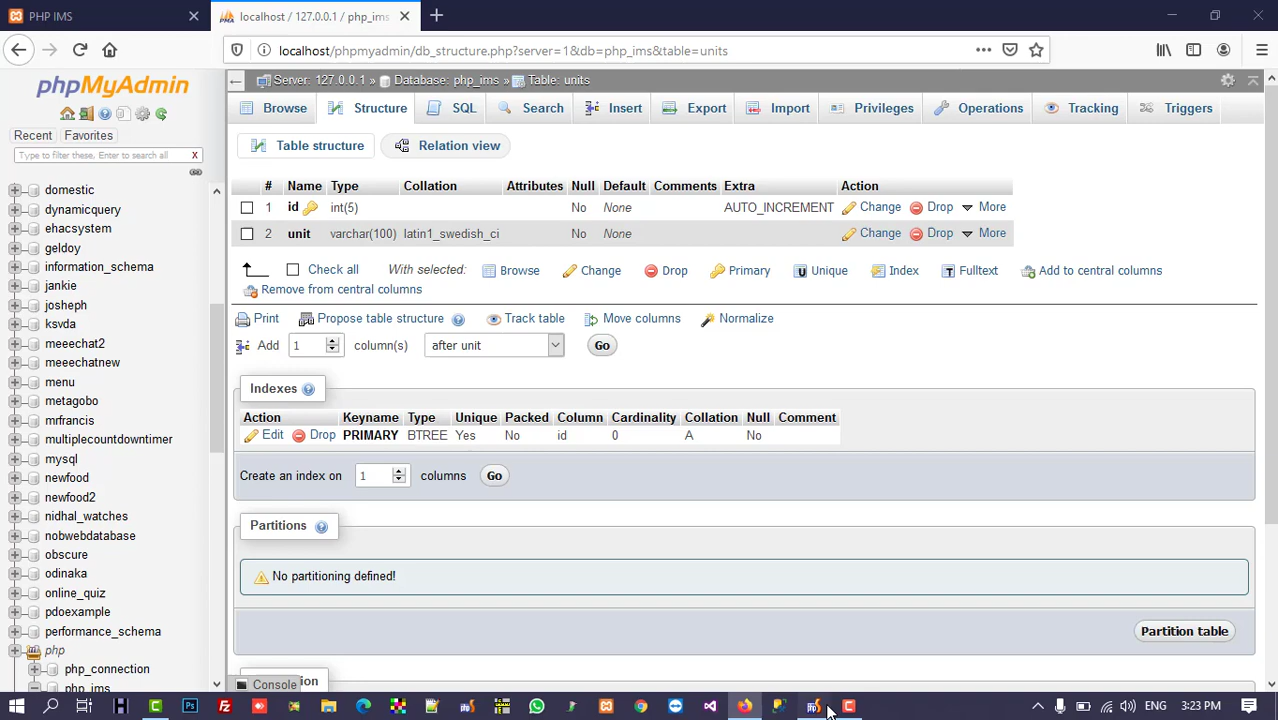 PHP IMS
localhost / 127.0.0.1 / php_ims
localhost/phpmyadmin/db_structure.php?server=1&db=php_ims&table=units
phpMyAdmin
Recent Favorites
Type to filter these, Enter to search all X
domestic
dynamicquery
ehacsystem
geldoy
information_schema
jankie
josheph
ksvda
meeechat2
meeechatnew
menu
metagobo
mrfrancis
multiplecountdowntimer
mysql
newfood
newfood2
nidhal_watches
nobwebdatabase
obscure
odinaka
online_quiz
pdoexample
performance_schema
php
php_connection
php_ims
Server: 127.0.0.1 » Database: php_ims » Table: units
Browse Structure SQL Search Insert Export Import Privileges Operations Tracking Triggers
Table structure Relation view
# Name Type Collation Attributes Null Default Comments Extra Action
1 id int(5) No None AUTO_INCREMENT Change Drop More
2 unit varchar(100) latin1_swedish_ci No None Change Drop More
Check all With selected: Browse Change Drop Primary Unique Index Fulltext Add to central columns
Remove from central columns
Print Propose table structure Track table Move columns Normalize
Add 1 column(s) after unit Go
Indexes
Action Keyname Type Unique Packed Column Cardinality Collation Null Comment
Edit Drop PRIMARY BTREE Yes No id 0 A No
Create an index on 1 columns Go
Partitions
No partitioning defined!
Partition table
Console
ENG 3:23 PM